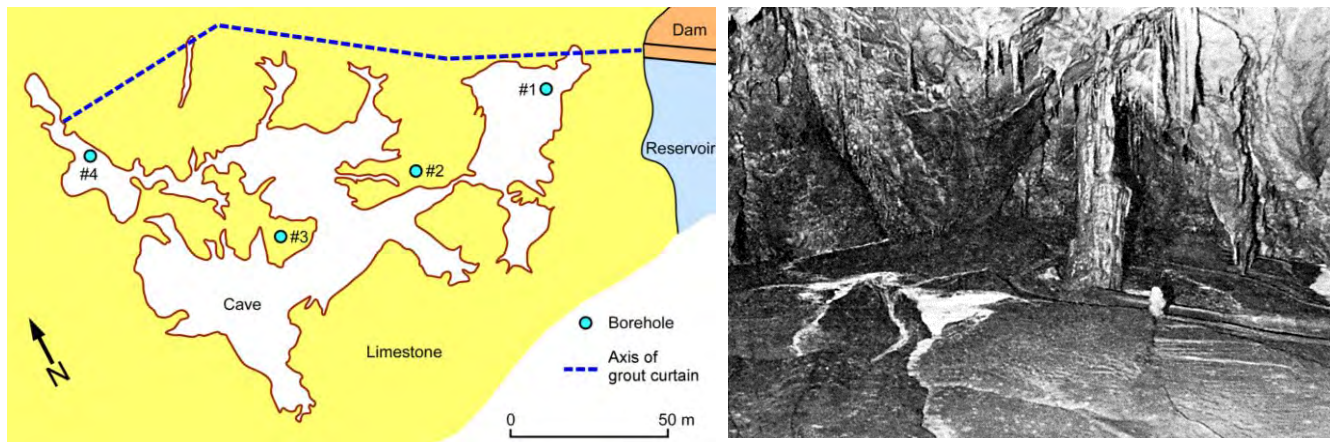 Dam
#1
Reservoir
#2
#4
#3
Cave
Borehole
Limestone
Axis of
grout curtain
N
0 50 m